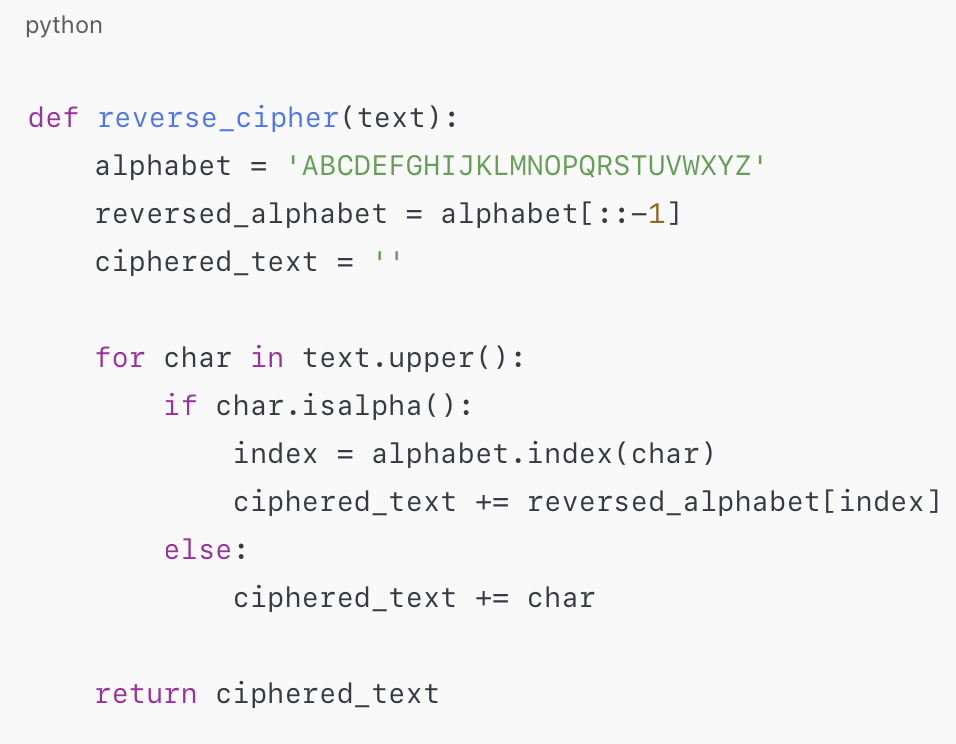 python
def reverse_cipher(text):
    alphabet = 'ABCDEFGHIJKLMNOPQRSTUVWXYZ'
    reversed_alphabet = alphabet[::-1]
    ciphered_text = ''
    for char in text.upper():
        if char.isalpha():
            index = alphabet.index(char)
            ciphered_text += reversed_alphabet[index]
        else:
            ciphered_text += char
    return ciphered_text